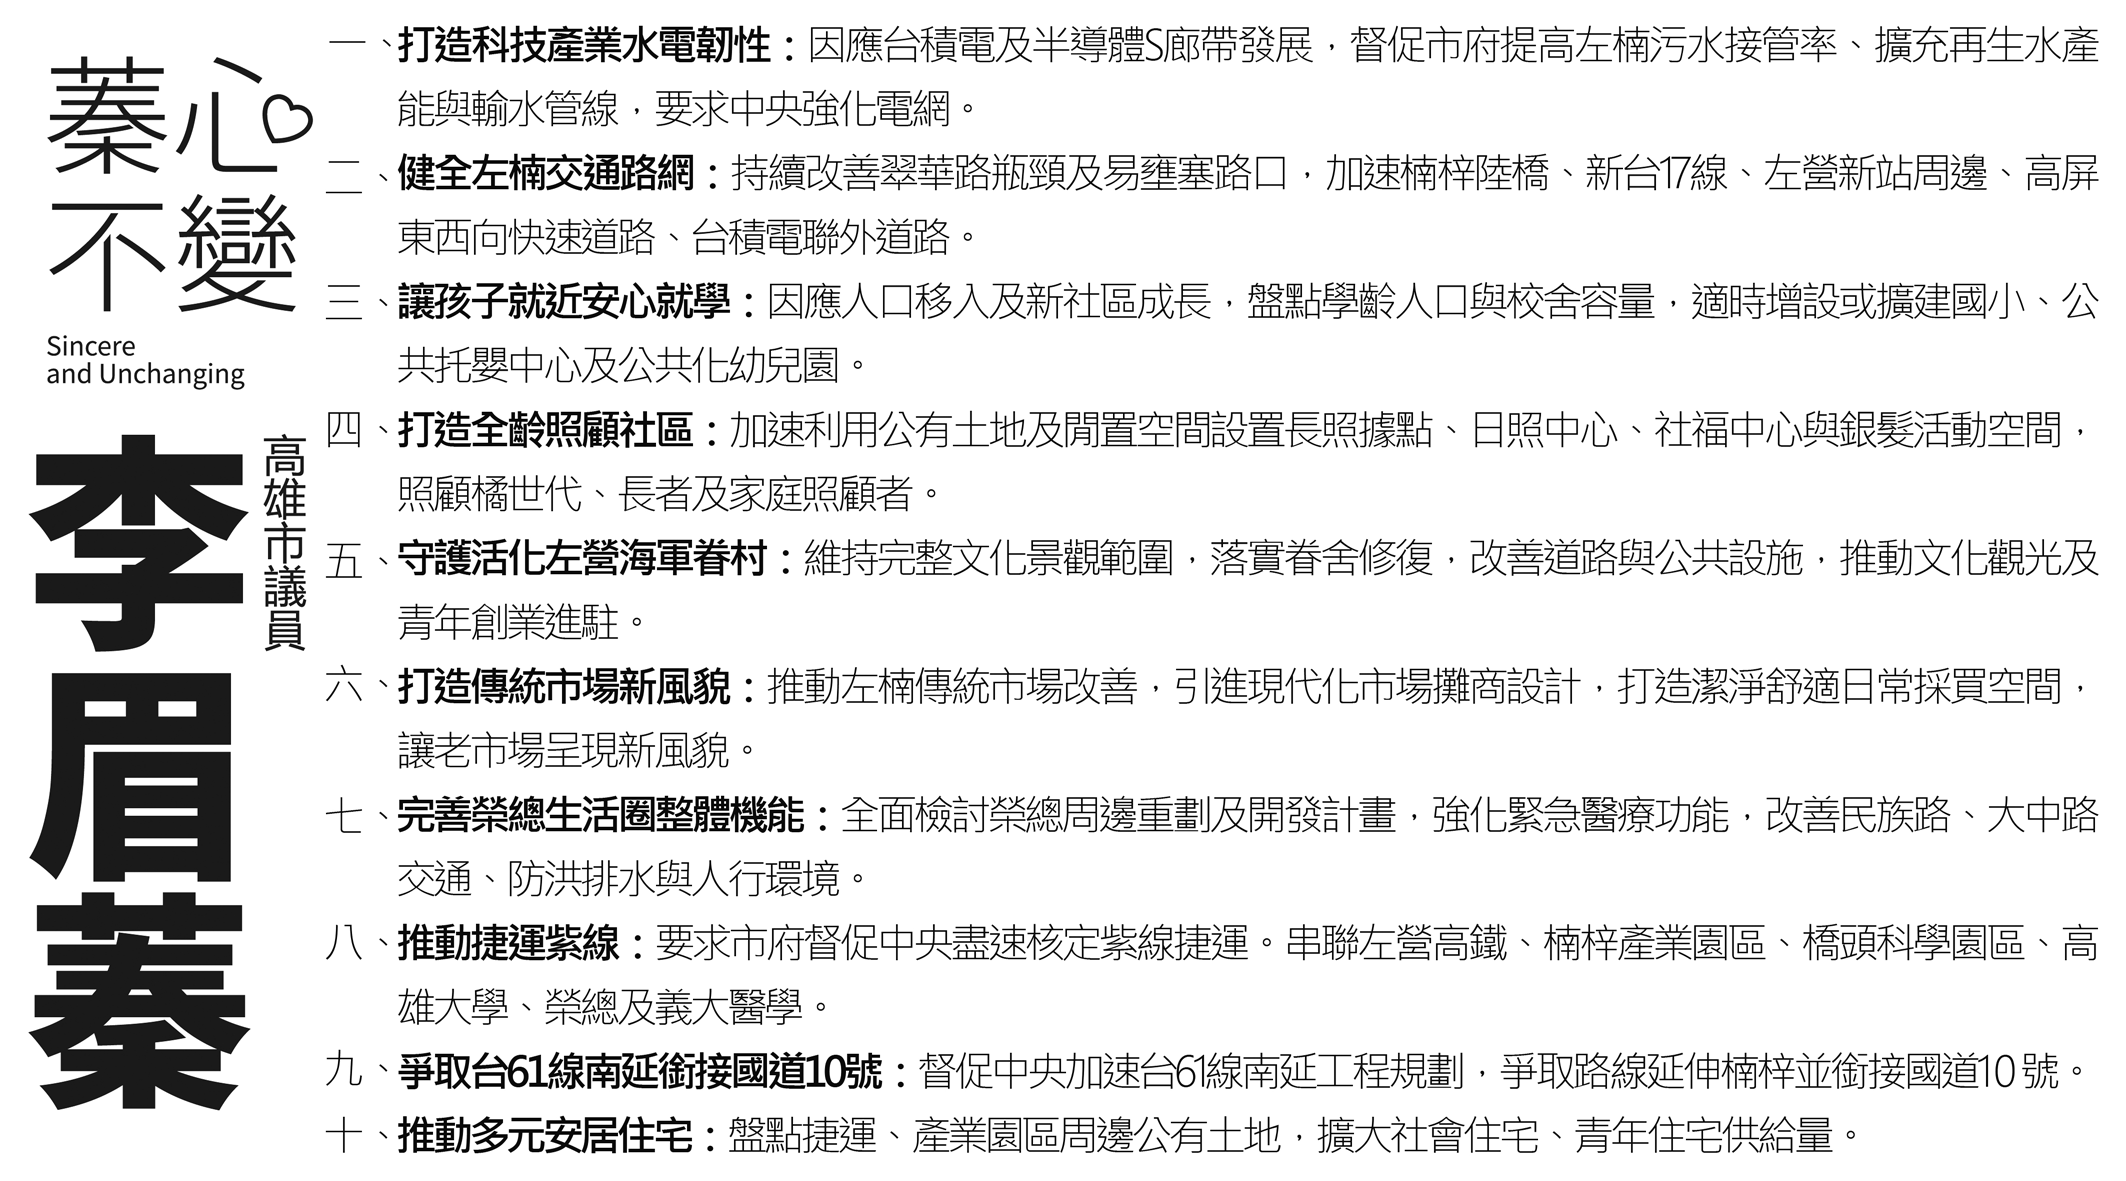 蓁心
不變
Sincere
and Unchanging
高雄市議員
李眉蓁
一、打造科技產業水電韌性：因應台積電及半導體S廊帶發展，督促市府提高左楠污水接管率、擴充再生水產
能與輸水管線，要求中央強化電網。
二、健全左楠交通路網：持續改善翠華路瓶頸及易壅塞路口，加速楠梓陸橋、新台17線、左營新站周邊、高屏
東西向快速道路、台積電聯外道路。
三、讓孩子就近安心就學：因應人口移入及新社區成長，盤點學齡人口與校舍容量，適時增設或擴建國小、公
共托嬰中心及公共化幼兒園。
四、打造全齡照顧社區：加速利用公有土地及閒置空間設置長照據點、日照中心、社福中心與銀髮活動空間，
照顧橘世代、長者及家庭照顧者。
五、守護活化左營海軍眷村：維持完整文化景觀範圍，落實眷舍修復，改善道路與公共設施，推動文化觀光及
青年創業進駐。
六、打造傳統市場新風貌：推動左楠傳統市場改善，引進現代化市場攤商設計，打造潔淨舒適日常採買空間，
讓老市場呈現新風貌。
七、完善榮總生活圈整體機能：全面檢討榮總周邊重劃及開發計畫，強化緊急醫療功能，改善民族路、大中路
交通、防洪排水與人行環境。
八、推動捷運紫線：要求市府督促中央盡速核定紫線捷運。串聯左營高鐵、楠梓產業園區、橋頭科學園區、高
雄大學、榮總及義大醫學。
九、爭取台61線南延銜接國道10號：督促中央加速台61線南延工程規劃，爭取路線延伸楠梓並銜接國道10號。
十、推動多元安居住宅：盤點捷運、產業園區周邊公有土地，擴大社會住宅、青年住宅供給量。